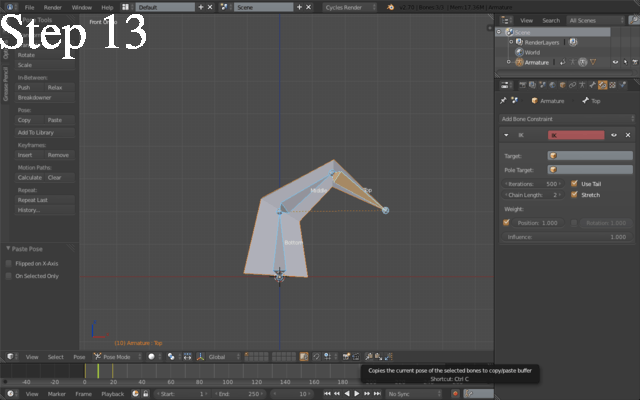 Step 13
View
Search
All Scenes
Scene
RenderLayers
World
Armature
File
Render
Window
Help
Default
Scene
Cycles Render
Rotate
Scale
In-Between:
Push
Relax
Breakdowner
Pose:
Copy
Paste
Add To Library
Keyframes:
Insert
Remove
Motion Paths:
Calculate
Clear
Repeat:
Repeat Last
History...
Paste Pose
Flipped on X-Axis
On Selected Only
Grease Pencil
Middle
Top
Bottom
(10) Armature : Top
Armature
Top
Add Bone Constraint
IK
Target:
Pole Target:
Iterations: 500
Use Tail
Chain Length: 2
Stretch
Weight:
Position: 1.000
Rotation: 1.000
Influence: 1.000
View
Select
Pose
Pose Mode
Global
Copies the current pose of the selected bones to copy/paste buffer
Shortcut: Ctrl C
-40 -20 0 20 40 60 80 100 120 140 160 180
View
Marker
Frame
Playback
Start: 1
End: 250
10
No Sync